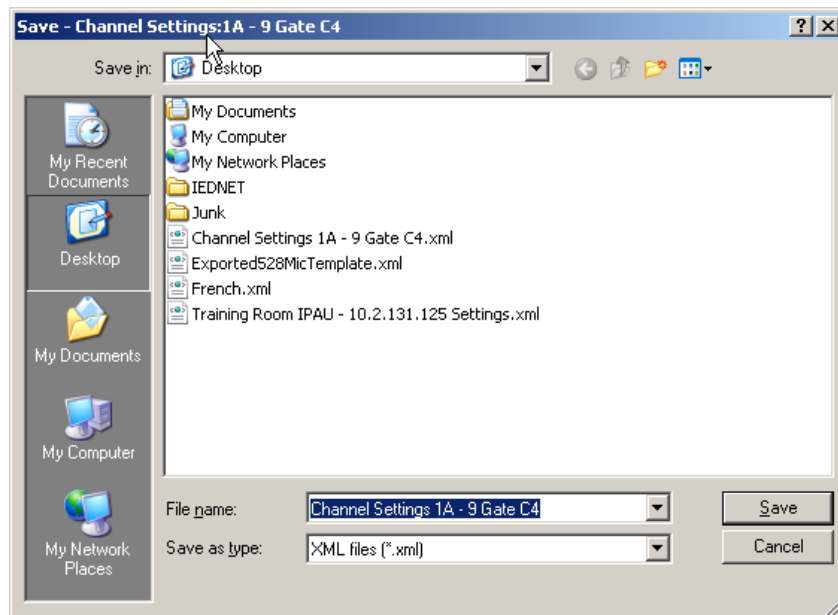 Save - Channel Settings:1A - 9 Gate C4
Save in:
Desktop
My Recent
Documents
Desktop
My Documents
My Computer
My Network
Places
My Documents
My Computer
My Network Places
IEDNET
Junk
Channel Settings 1A - 9 Gate C4.xml
Exported528MicTemplate.xml
French.xml
Training Room IPAU - 10.2.131.125 Settings.xml
File name:
Channel Settings 1A - 9 Gate C4
Save
Save as type:
XML files (*.xml)
Cancel